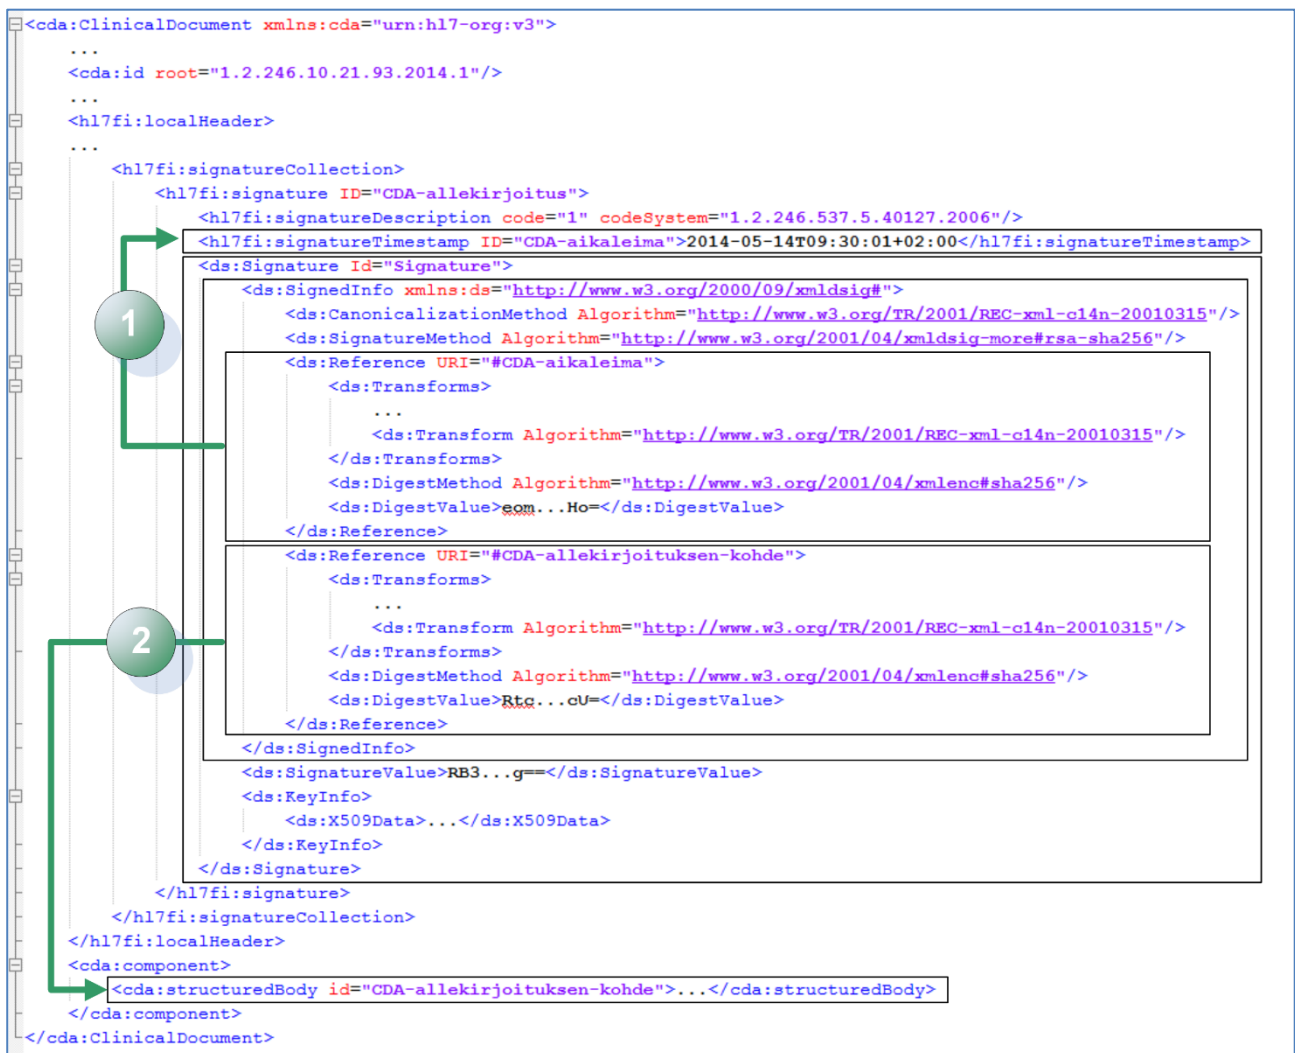 <cda:ClinicalDocument xmlns:cda="urn:hl7-org:v3">
...
<cda:id root="1.2.246.10.21.93.2014.1"/>
...
<hl7fi:localHeader>
...
<hl7fi:signatureCollection>
<hl7fi:signature ID="CDA-allekirjoitus">
<hl7fi:signatureDescription code="1" codeSystem="1.2.246.537.5.40127.2006"/>
<hl7fi:signatureTimestamp ID="CDA-aikaleima">2014-05-14T09:30:01+02:00</hl7fi:signatureTimestamp>
<ds:Signature Id="Signature">
<ds:SignedInfo xmlns:ds="http://www.w3.org/2000/09/xmldsig#">
1
<ds:CanonicalizationMethod Algorithm="http://www.w3.org/TR/2001/REC-xml-c14n-20010315"/>
<ds:SignatureMethod Algorithm="http://www.w3.org/2001/04/xmldsig-more#rsa-sha256"/>
<ds:Reference URI="#CDA-aikaleima">
<ds:Transforms>
...
<ds:Transform Algorithm="http://www.w3.org/TR/2001/REC-xml-c14n-20010315"/>
</ds:Transforms>
<ds:DigestMethod Algorithm="http://www.w3.org/2001/04/xmlenc#sha256"/>
<ds:DigestValue>eom...Ho=</ds:DigestValue>
</ds:Reference>
<ds:Reference URI="#CDA-allekirjoituksen-kohde">
<ds:Transforms>
...
<ds:Transform Algorithm="http://www.w3.org/TR/2001/REC-xml-c14n-20010315"/>
2
</ds:Transforms>
<ds:DigestMethod Algorithm="http://www.w3.org/2001/04/xmlenc#sha256"/>
<ds:DigestValue>Rtc...cU=</ds:DigestValue>
</ds:Reference>
</ds:SignedInfo>
<ds:SignatureValue>RB3...g==</ds:SignatureValue>
<ds:KeyInfo>
<ds:X509Data>...</ds:X509Data>
</ds:KeyInfo>
</ds:Signature>
</hl7fi:signature>
</hl7fi:signatureCollection>
</hl7fi:localHeader>
<cda:component>
<cda:structuredBody id="CDA-allekirjoituksen-kohde">...</cda:structuredBody>
</cda:component>
</cda:ClinicalDocument>